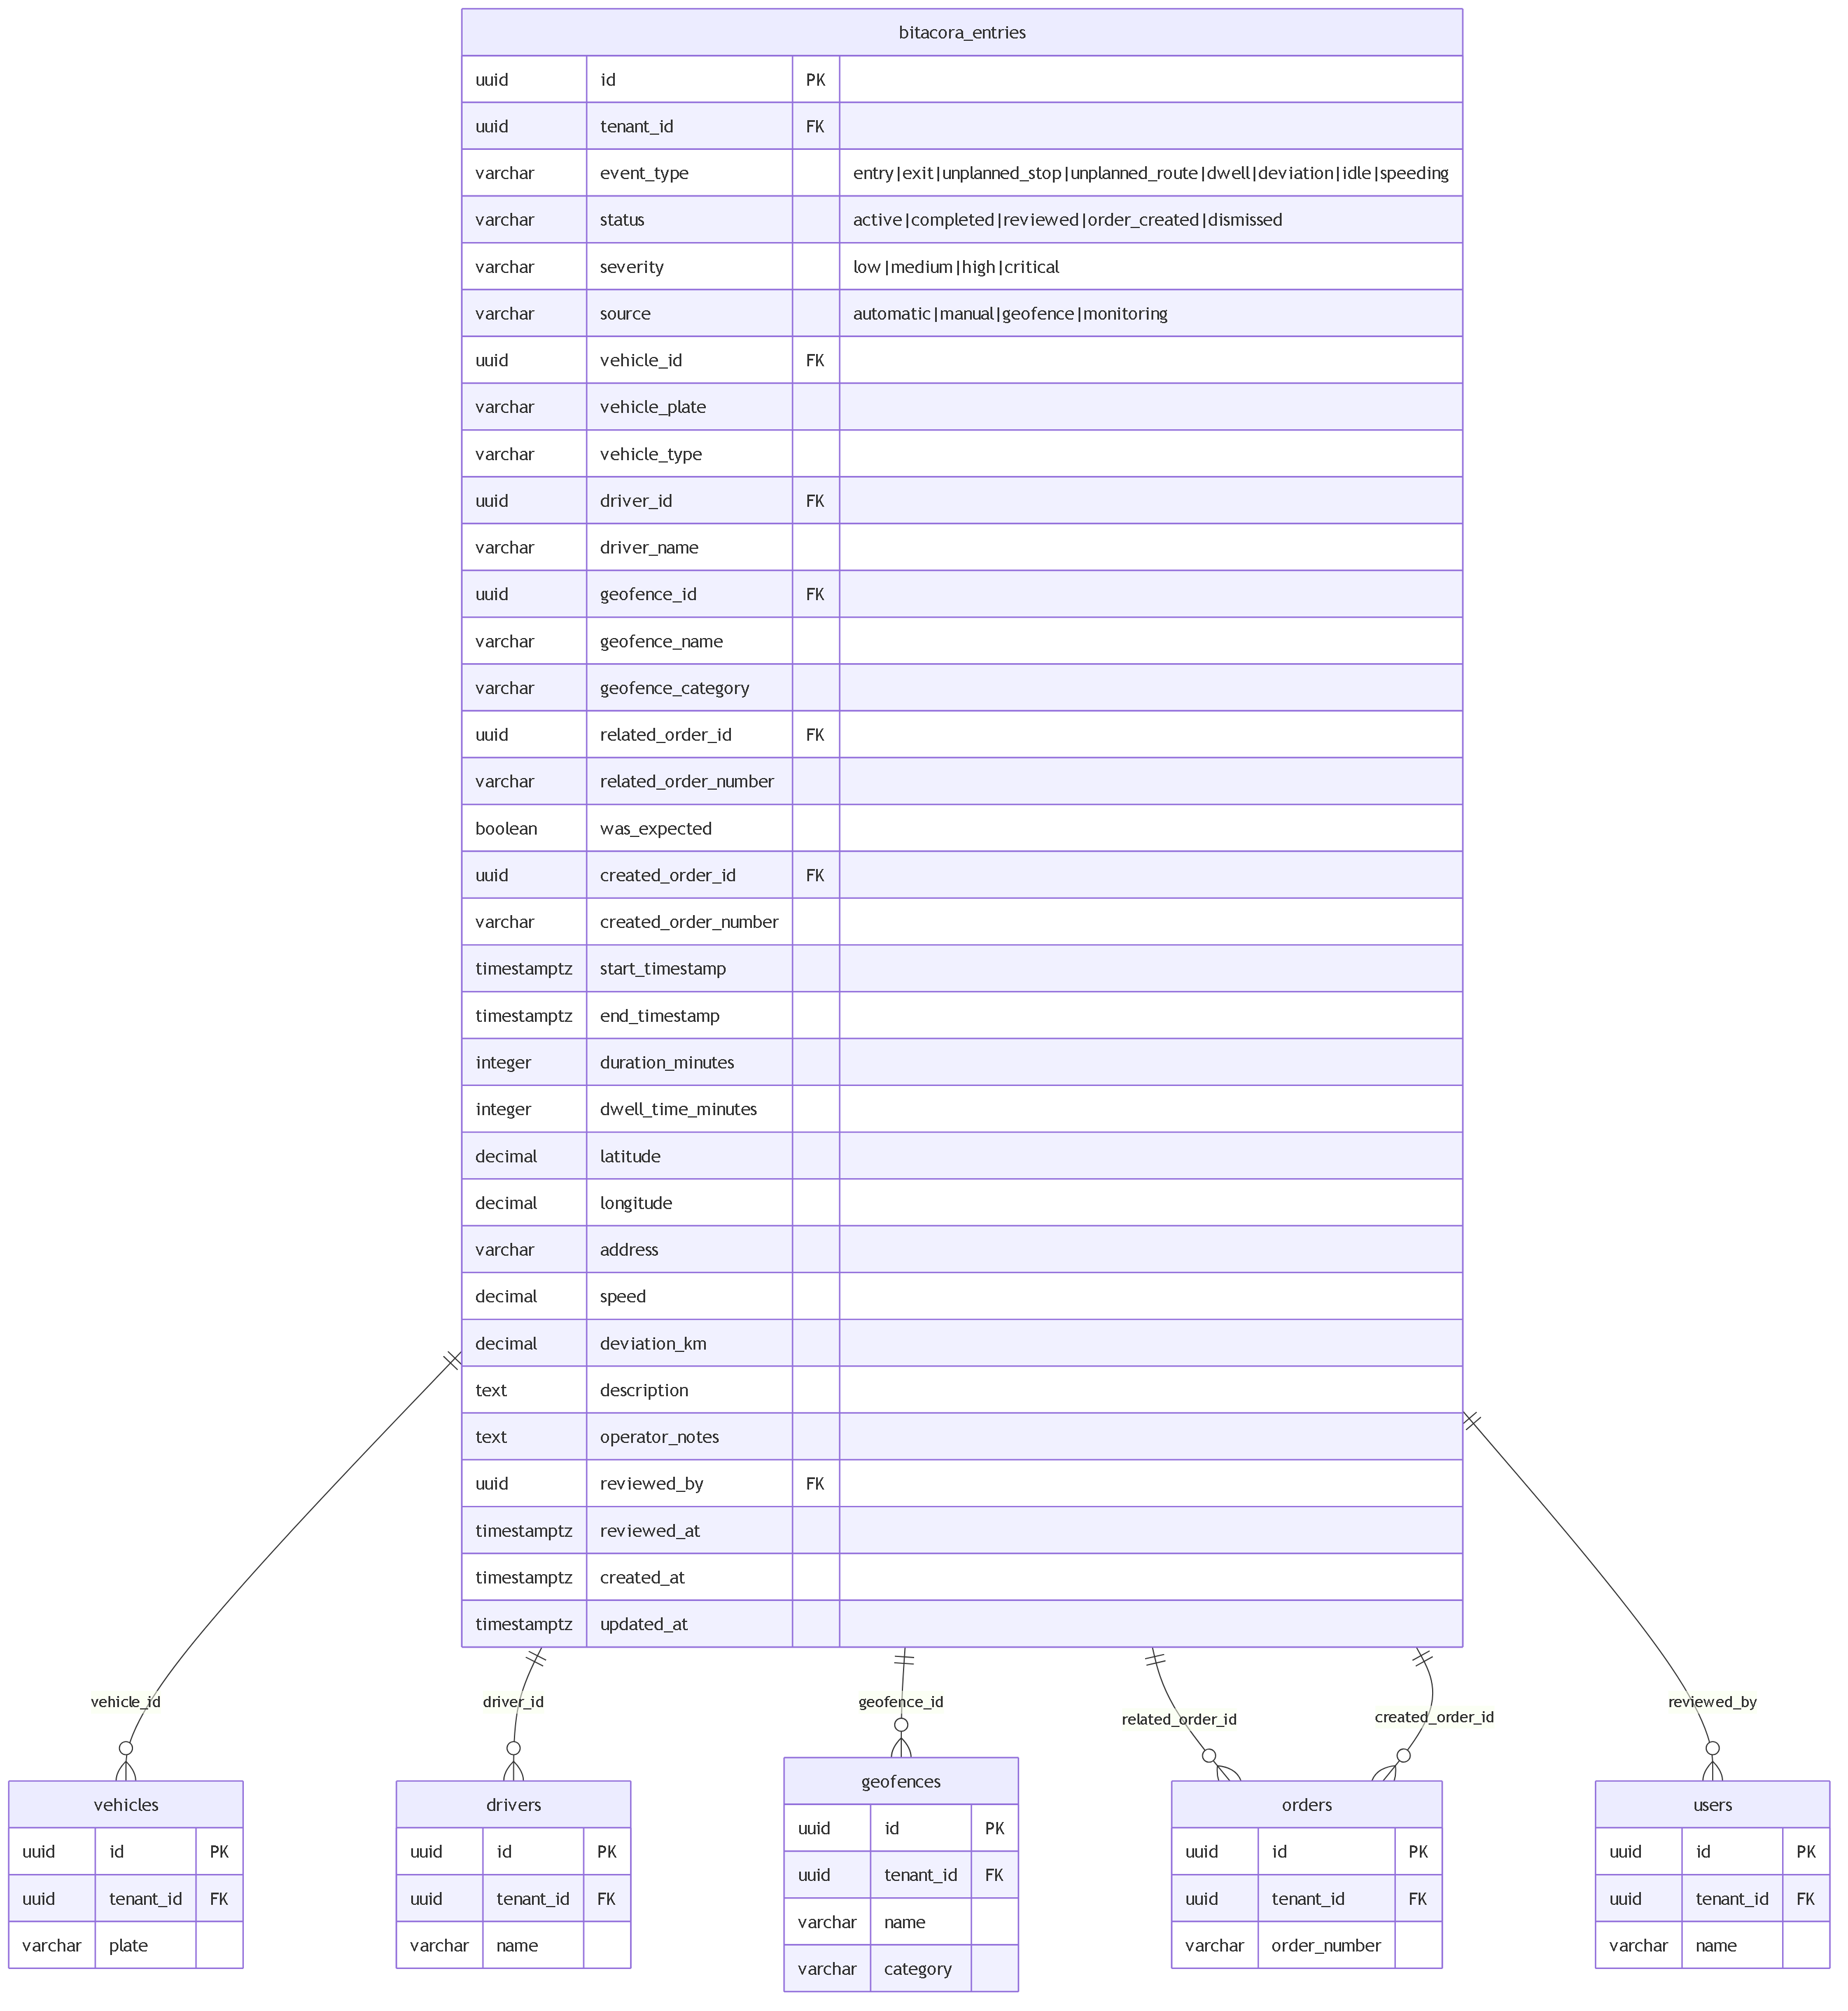 bitacora_entries
uuid id PK
uuid tenant_id FK
varchar event_type entry|exit|unplanned_stop|unplanned_route|dwell|deviation|idle|speeding
varchar status active|completed|reviewed|order_created|dismissed
varchar severity low|medium|high|critical
varchar source automatic|manual|geofence|monitoring
uuid vehicle_id FK
varchar vehicle_plate
varchar vehicle_type
uuid driver_id FK
varchar driver_name
uuid geofence_id FK
varchar geofence_name
varchar geofence_category
uuid related_order_id FK
varchar related_order_number
boolean was_expected
uuid created_order_id FK
varchar created_order_number
timestamptz start_timestamp
timestamptz end_timestamp
integer duration_minutes
integer dwell_time_minutes
decimal latitude
decimal longitude
varchar address
decimal speed
decimal deviation_km
text description
text operator_notes
uuid reviewed_by FK
timestamptz reviewed_at
timestamptz created_at
timestamptz updated_at
vehicle_id
driver_id
geofence_id
related_order_id
created_order_id
reviewed_by
vehicles
uuid id PK
uuid tenant_id FK
varchar plate
drivers
uuid id PK
uuid tenant_id FK
varchar name
geofences
uuid id PK
uuid tenant_id FK
varchar name
varchar category
orders
uuid id PK
uuid tenant_id FK
varchar order_number
users
uuid id PK
uuid tenant_id FK
varchar name